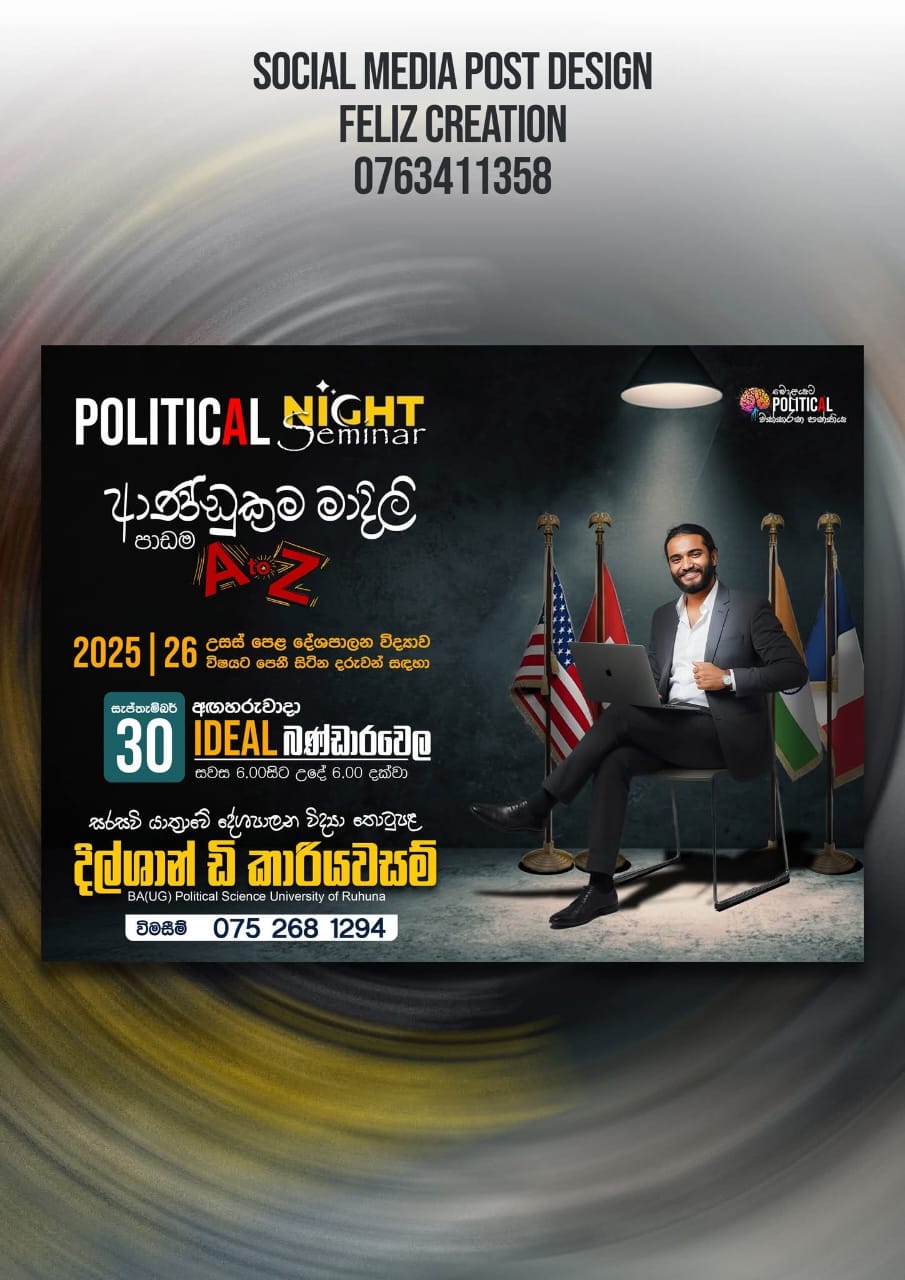 SOCIAL MEDIA POST DESIGN
FELIZ CREATION
0763411358
POLITICAL NIGHT
Seminar
මොළයට
POLITICAL
ආණ්ඩුක්‍රම මාදිලි
පාඩම
A to Z
2025 | 26 උසස් පෙළ දේශපාලන විද්‍යාව
විෂයට පෙනී සිටින දරුවන් සඳහා
සැප්තැම්බර් 30
අඟහරුවාදා
IDEAL බණ්ඩාරවෙල
සවස 6.00සිට උදේ 6.00 දක්වා
සරසවි යාත්‍රාවේ දේශපාලන විද්‍යා තොටුපළ
දිල්ශාන් ඩි කාරියවසම්
BA(UG) Political Science University of Ruhuna
විමසීම් 075 268 1294